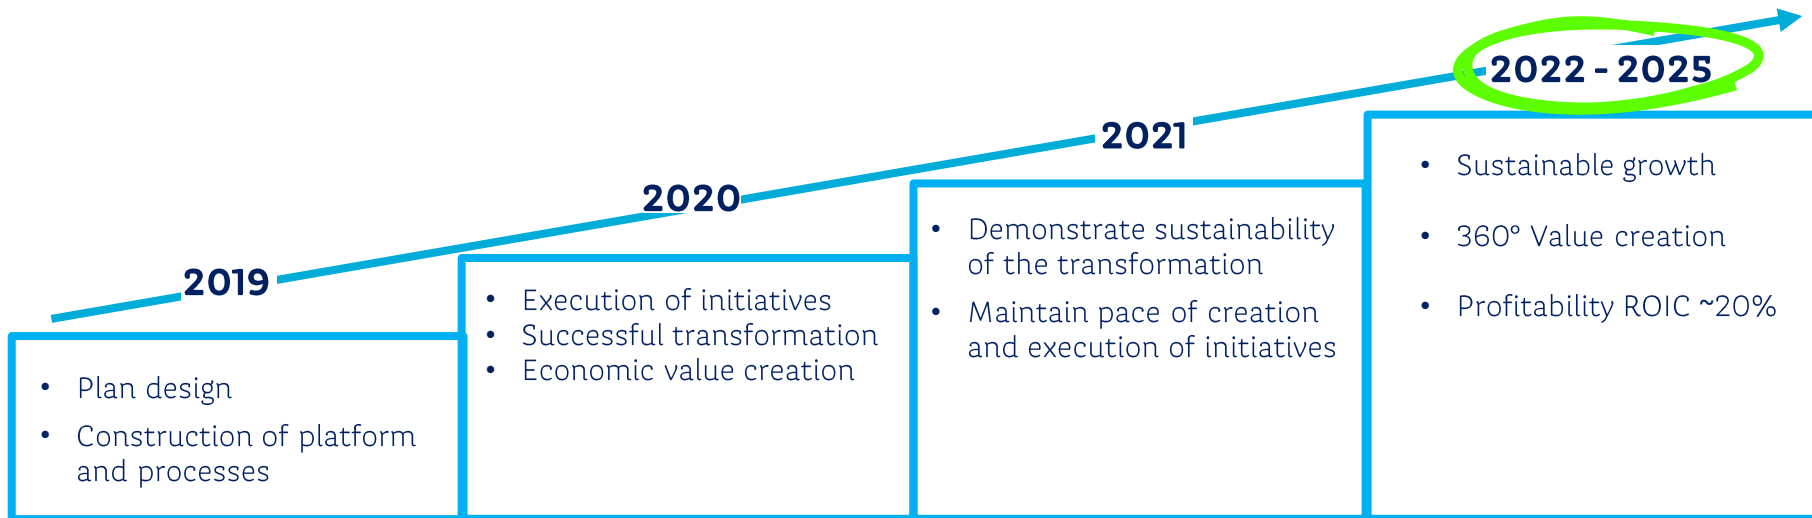 2019
• Plan design
• Construction of platform
and processes
2020
• Execution of initiatives
• Successful transformation
• Economic value creation
2021
• Demonstrate sustainability
of the transformation
• Maintain pace of creation
and execution of initiatives
2022 - 2025
• Sustainable growth
• 360° Value creation
• Profitability ROIC ~20%